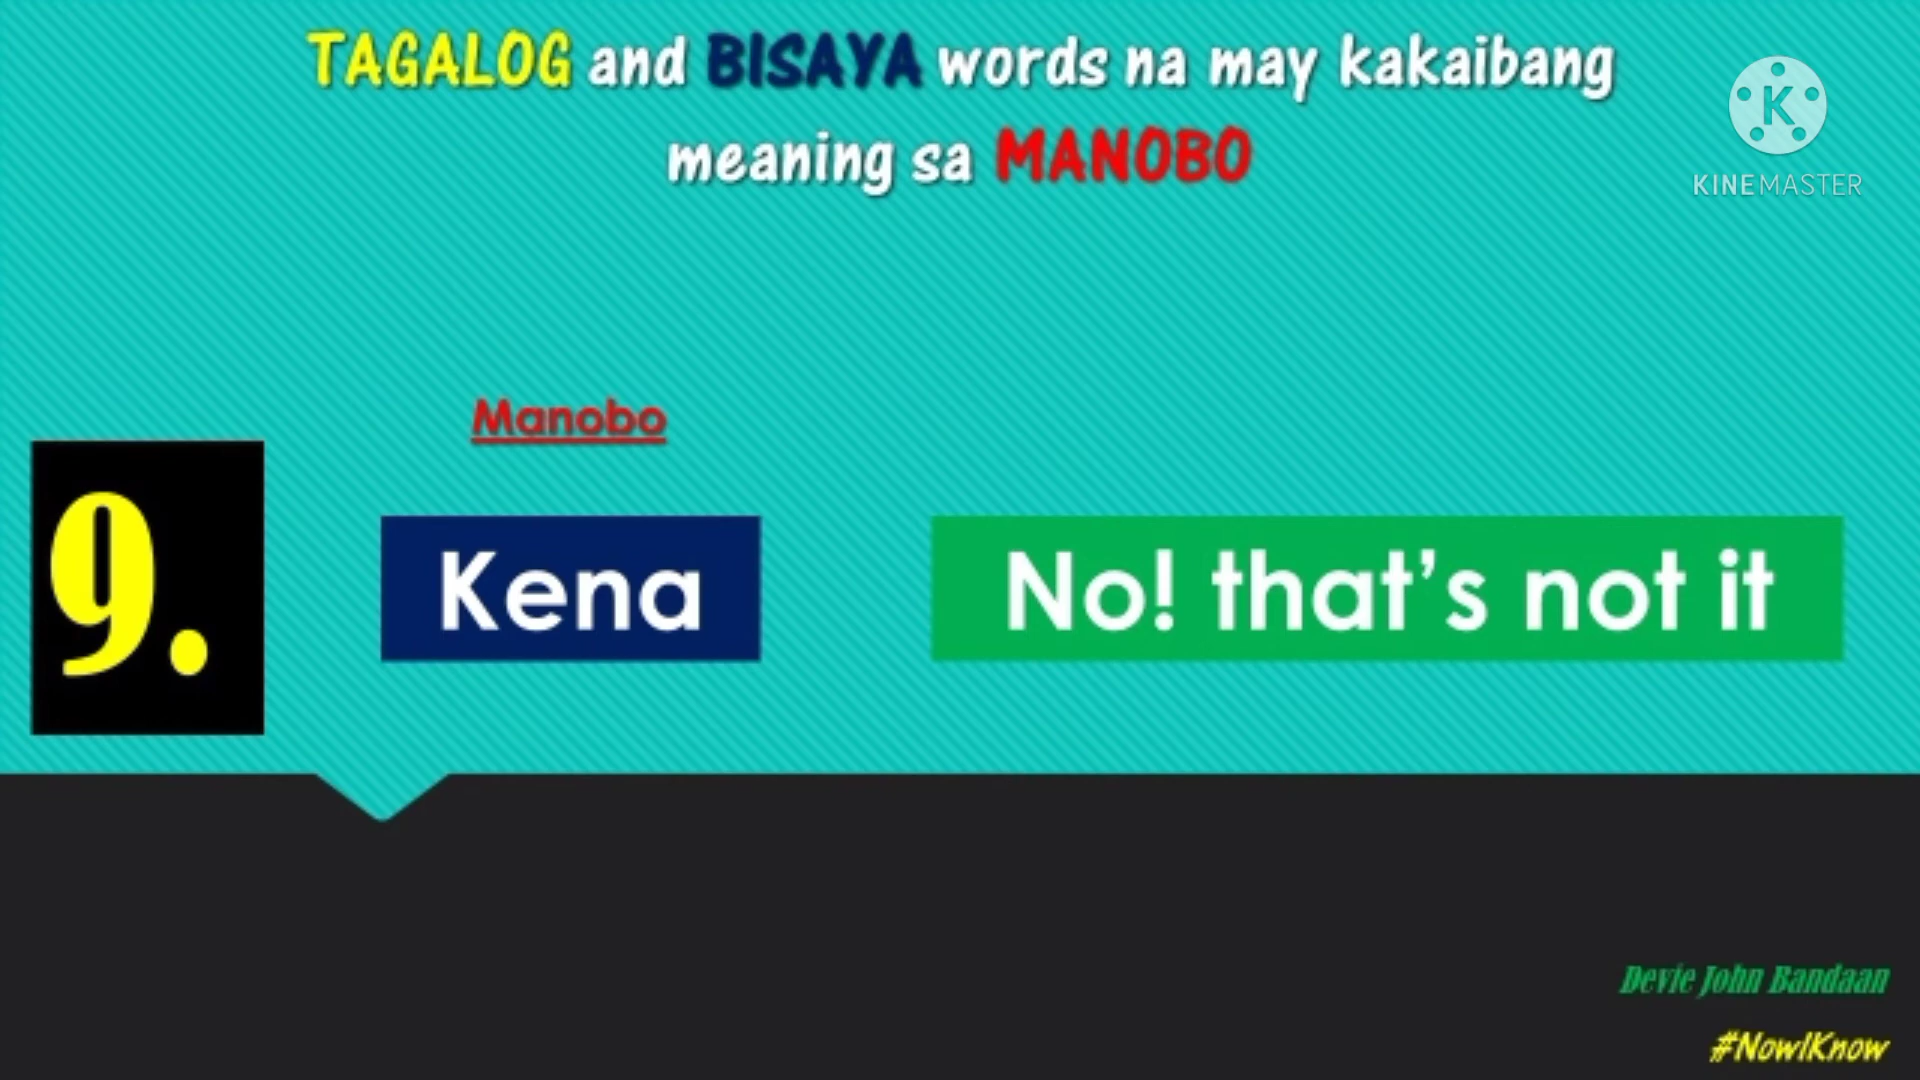 TAGALOG and BISAYA words na may kakaibang
meaning sa MANOBO
KINEMASTER
Manobo
9.
Kena
No! that's not it
Devie John Bandaan
#NowIKnow